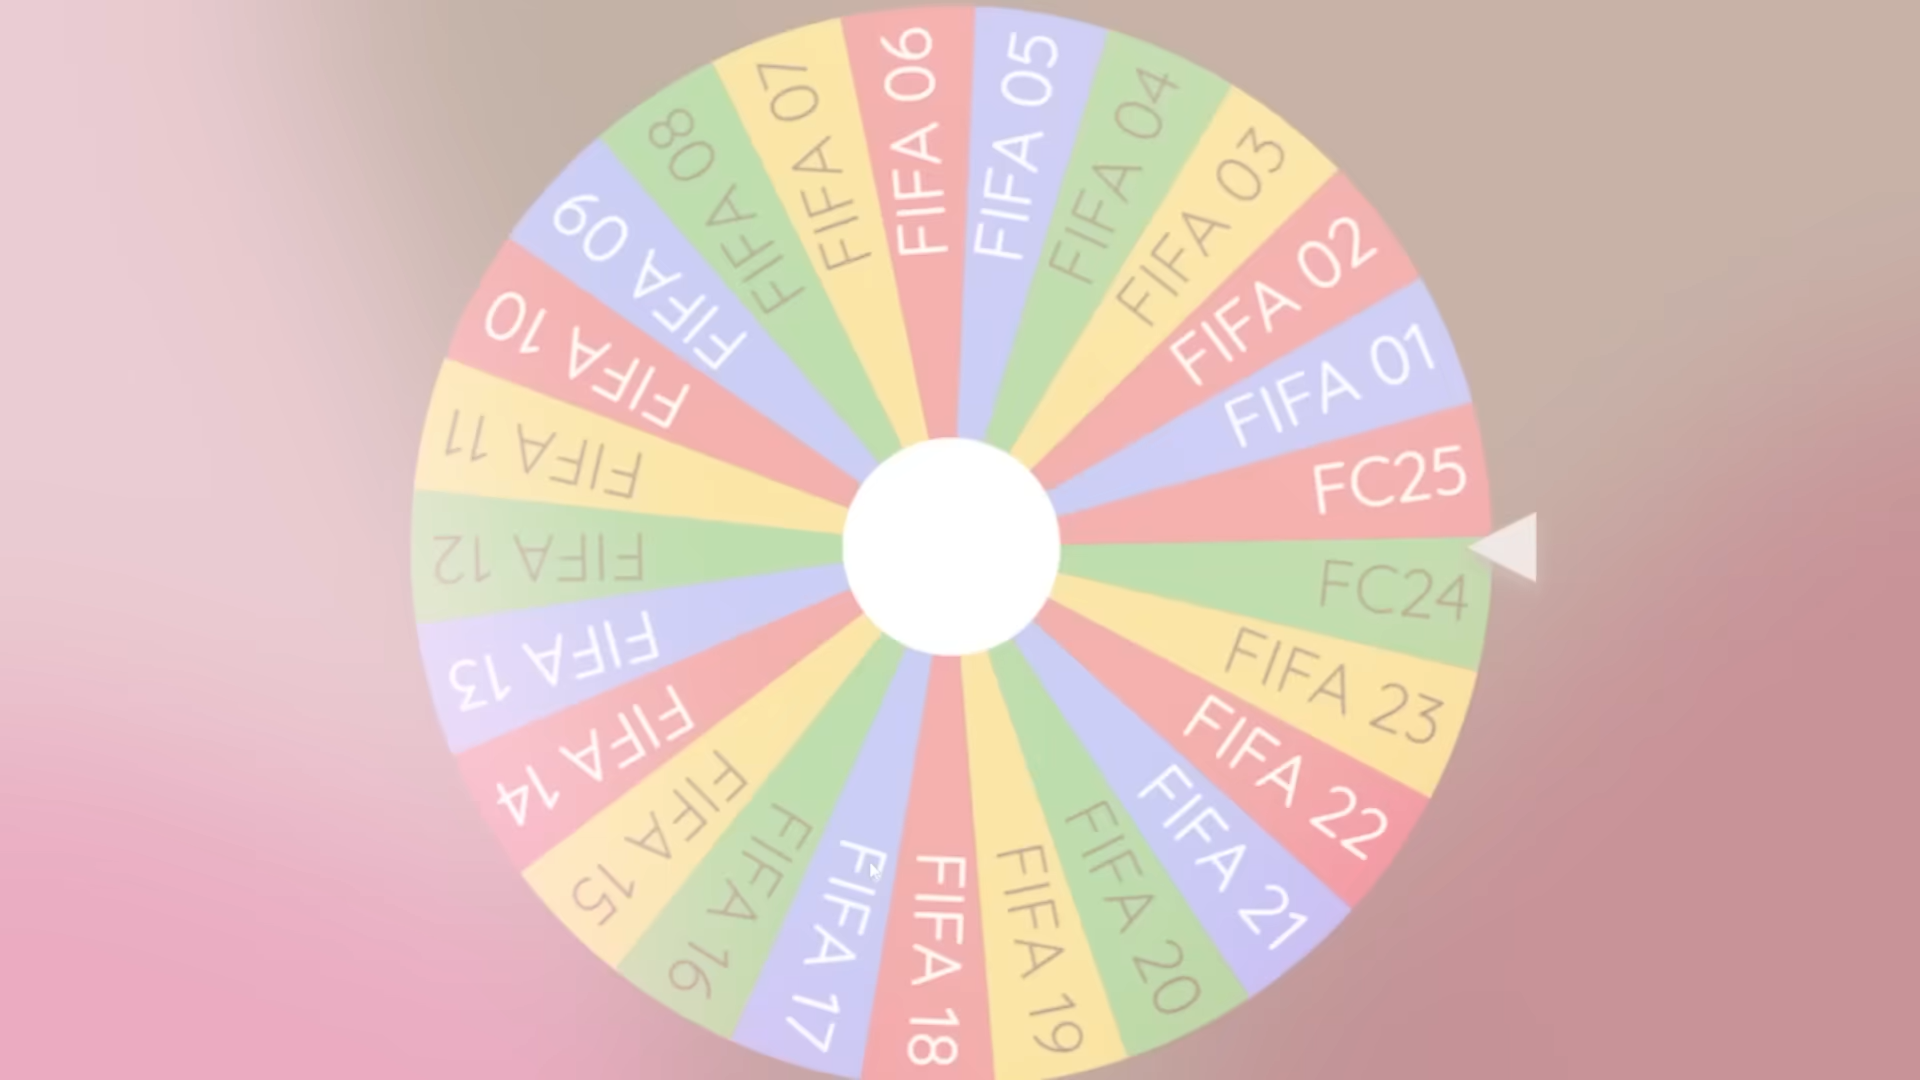 FIFA 01
FIFA 02
FIFA 03
FIFA 04
FIFA 05
FIFA 06
FIFA 07
FIFA 08
FIFA 09
FIFA 10
FIFA 11
FIFA 12
FIFA 13
FIFA 14
FIFA 15
FIFA 16
FIFA 17
FIFA 18
FIFA 19
FIFA 20
FIFA 21
FIFA 22
FIFA 23
FC24
FC25